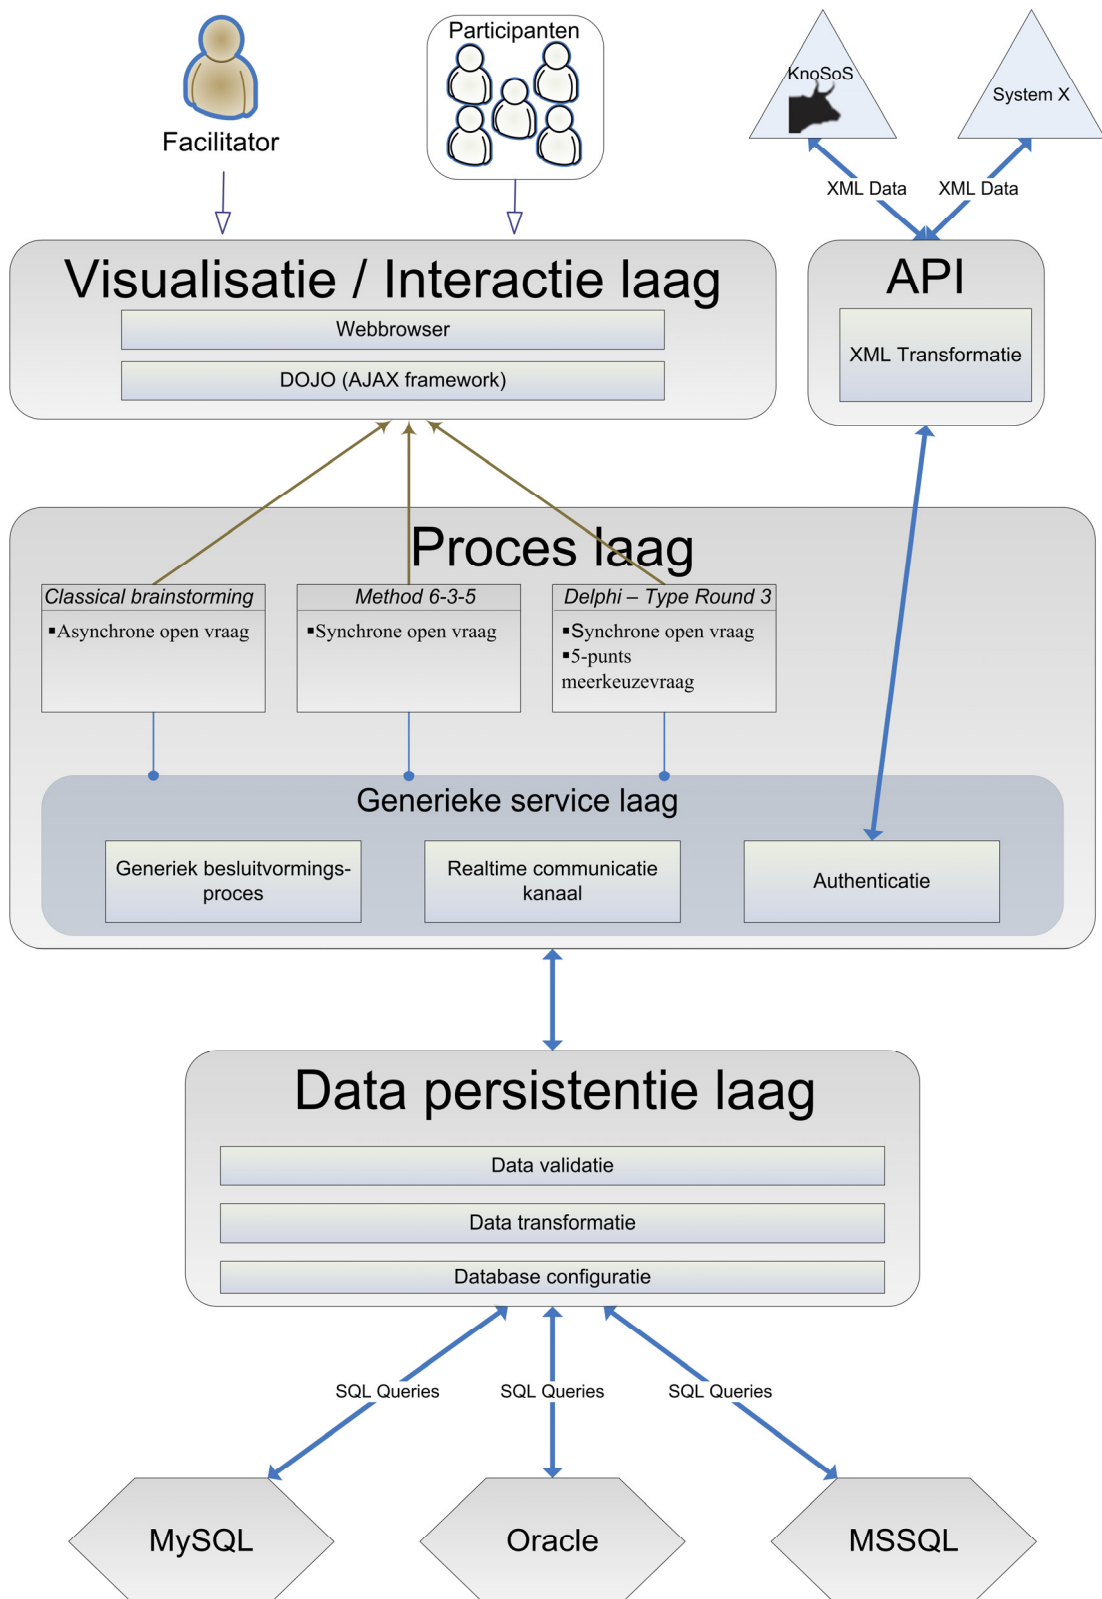 Participanten
Facilitator
KnoSoS
System X
XML Data
XML Data
Visualisatie / Interactie laag
Webbrowser
DOJO (AJAX framework)
API
XML Transformatie
Proces laag
Classical brainstorming
▪Asynchrone open vraag
Method 6-3-5
▪Synchrone open vraag
Delphi – Type Round 3
▪Synchrone open vraag
▪5-punts
meerkeuzevraag
Generieke service laag
Generiek besluitvormings-
proces
Realtime communicatie
kanaal
Authenticatie
Data persistentie laag
Data validatie
Data transformatie
Database configuratie
SQL Queries
SQL Queries
SQL Queries
MySQL
Oracle
MSSQL